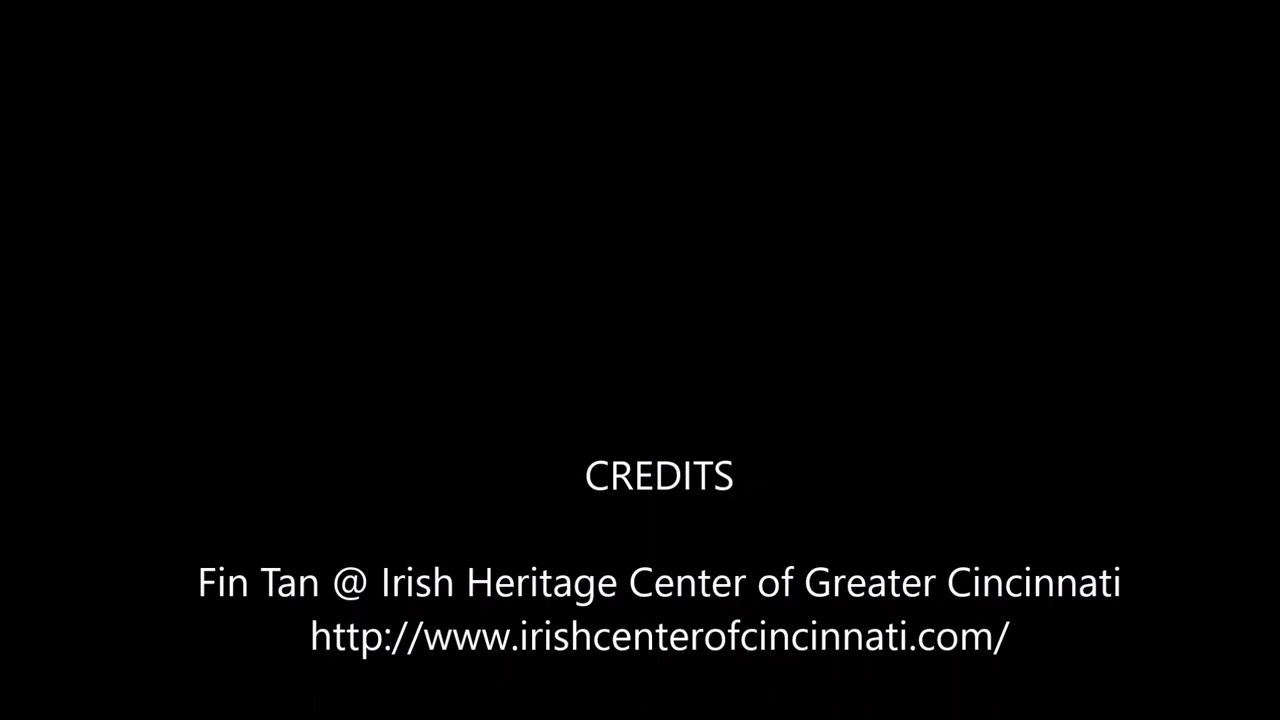 CREDITS
Fin Tan @ Irish Heritage Center of Greater Cincinnati
http://www.irishcenterofcincinnati.com/